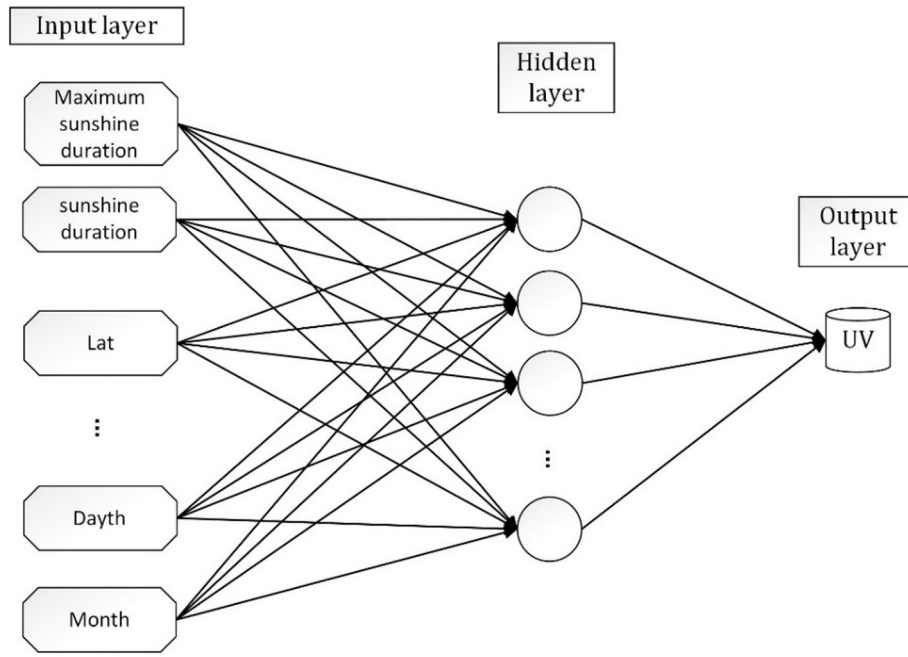 Input layer
Maximum
sunshine
duration
sunshine
duration
Lat
...
Dayth
Month
Hidden
layer
...
Output
layer
UV